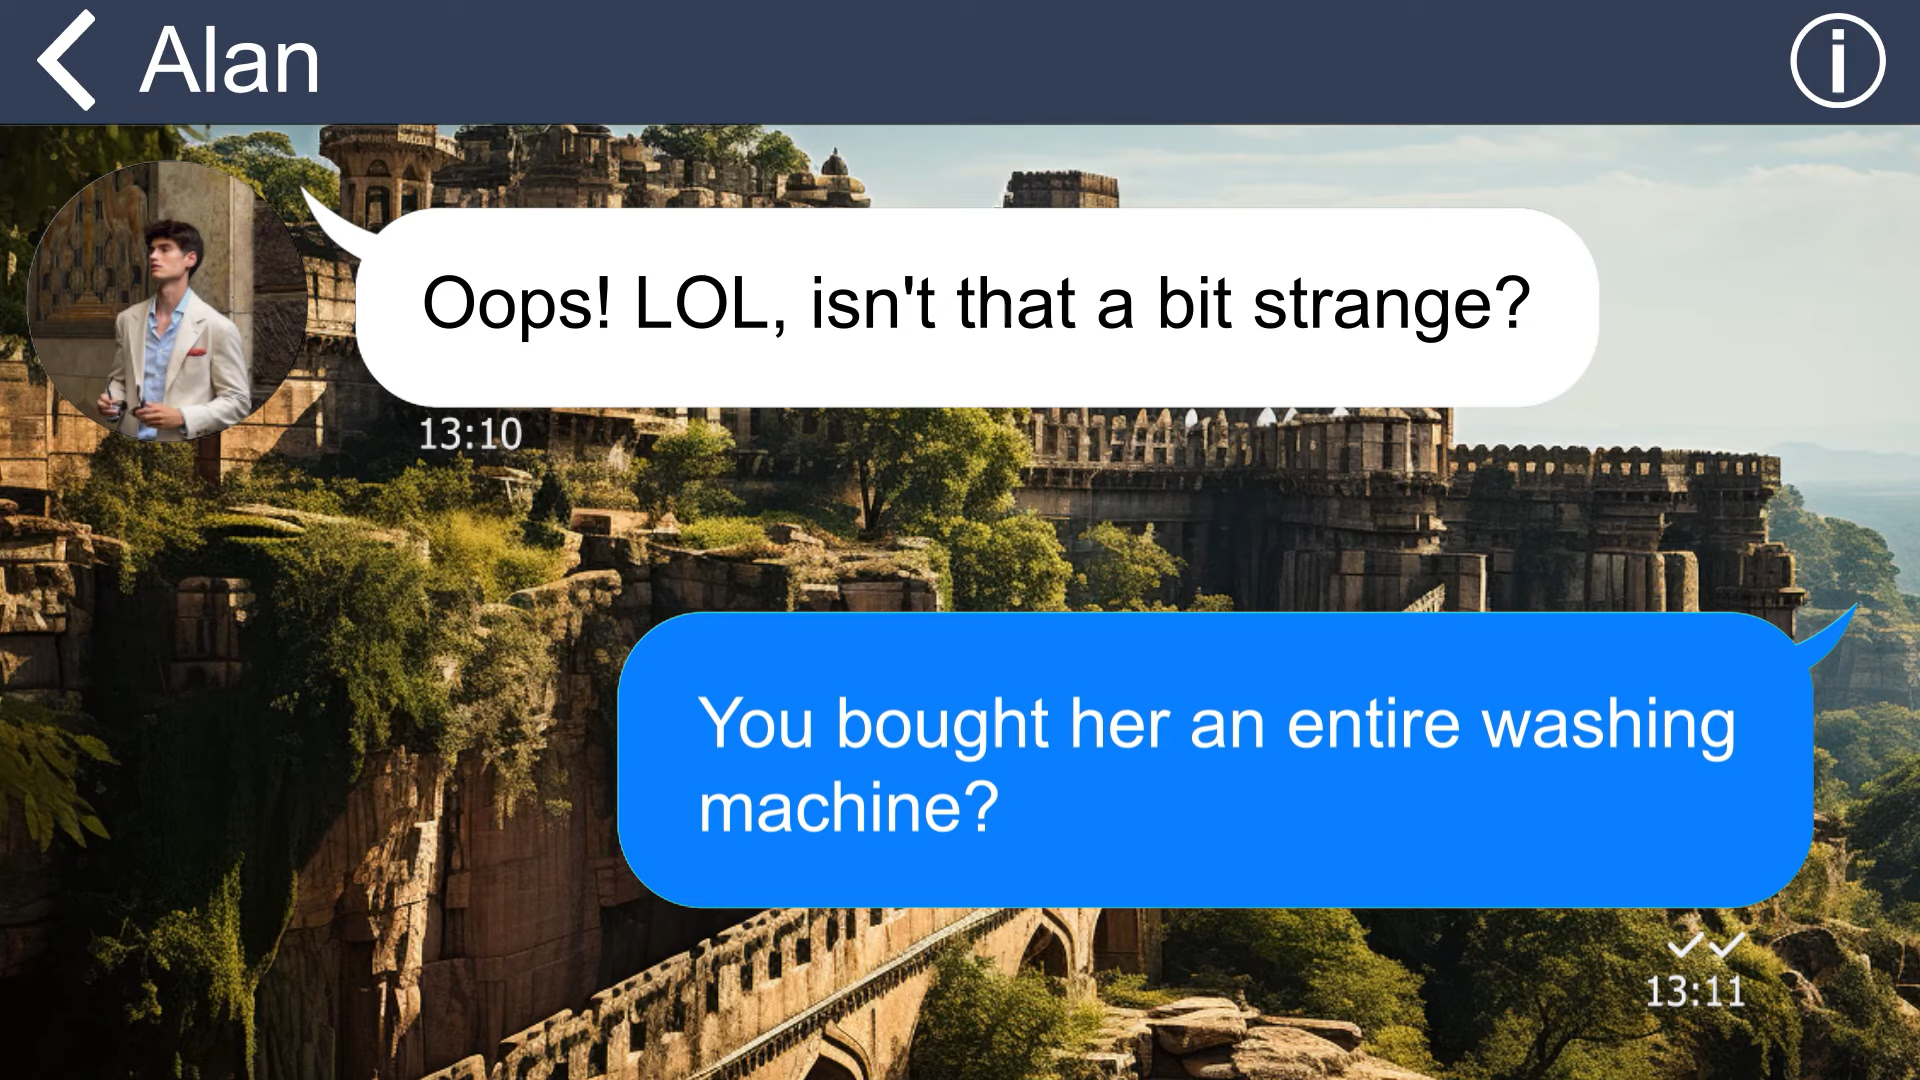 Alan
Oops! LOL, isn't that a bit strange?
13:10
You bought her an entire washing
machine?
13:11